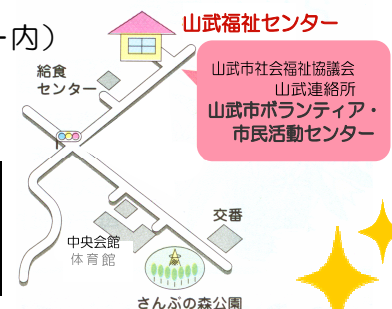 ー内）
山武福祉センター
山武市社会福祉協議会
山武連絡所
山武市ボランティア・
市民活動センター
給食
センター
交番
中央会館
体育館
さんぶの森公園